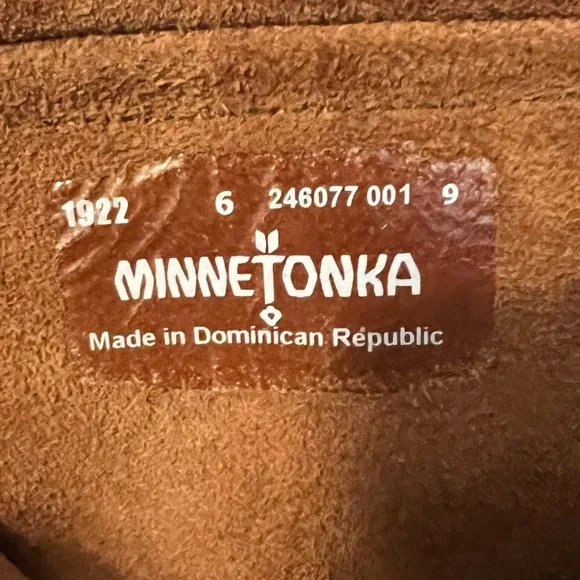 1922 6 246077 001 9
MINNETONKA
Made in Dominican Republic